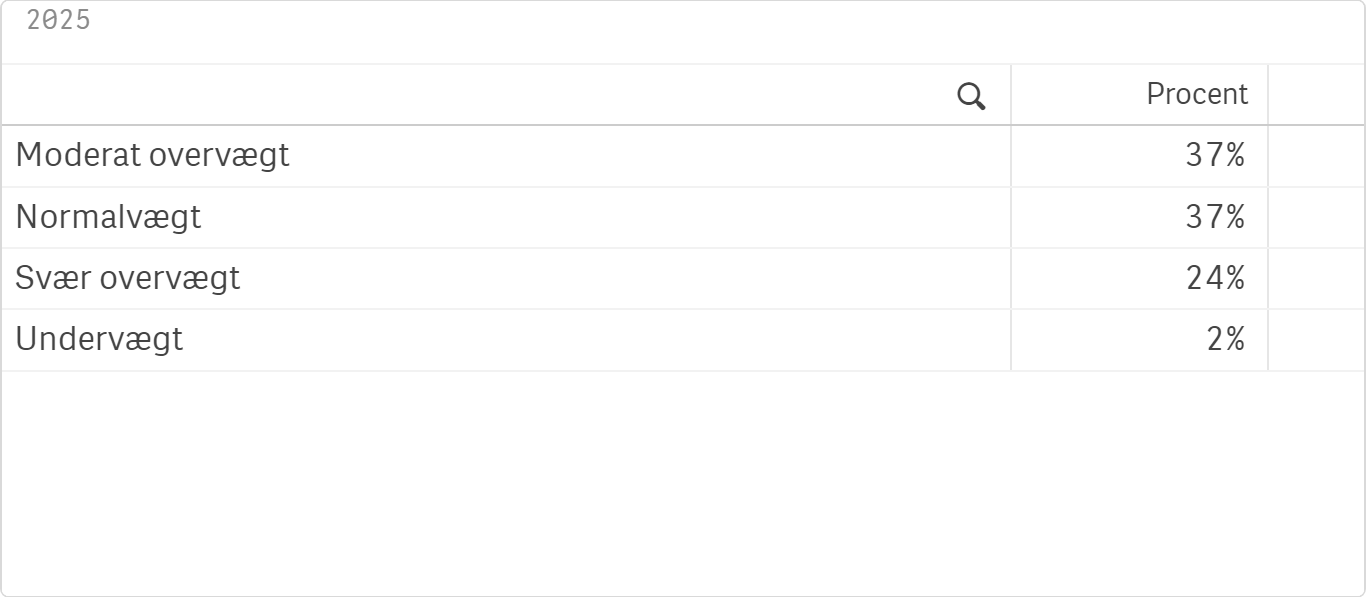 2025
Procent
Moderat overvægt 37%
Normalvægt 37%
Svær overvægt 24%
Undervægt 2%